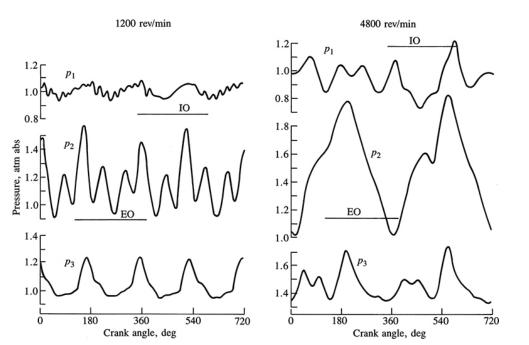 1200 rev/min
4800 rev/min
Pressure, atm abs
1.2
1.0
0.8
p1
IO
1.4
1.2
1.0
p2
EO
1.4
1.2
1.0
p3
0 180 360 540 720
Crank angle, deg
1.2
1.0
0.8
p1
IO
1.8
1.6
1.4
1.2
1.0
p2
EO
1.6
1.4
p3
0 180 360 540 720
Crank angle, deg